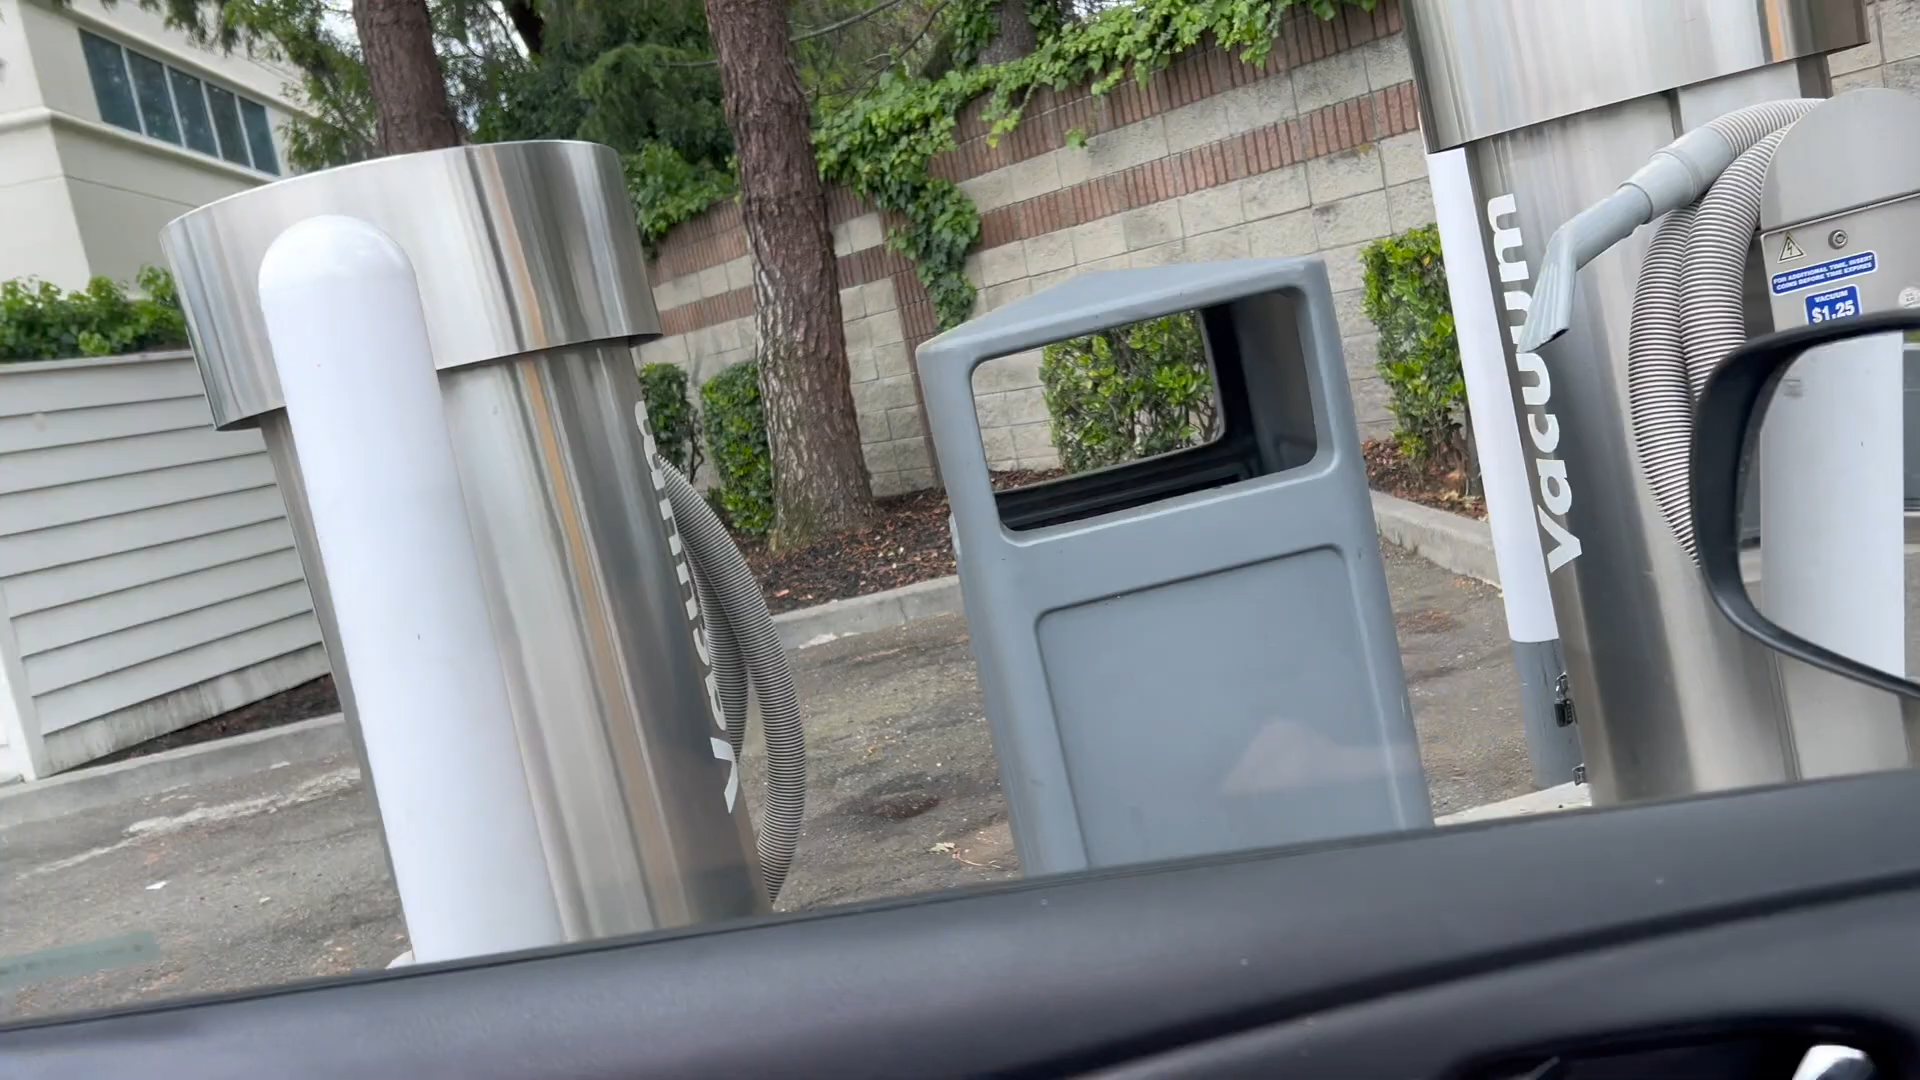 vacuum
vacuum
FOR ADDITIONAL TIME, INSERT
COINS BEFORE TIME EXPIRES
VACUUM
$1.25